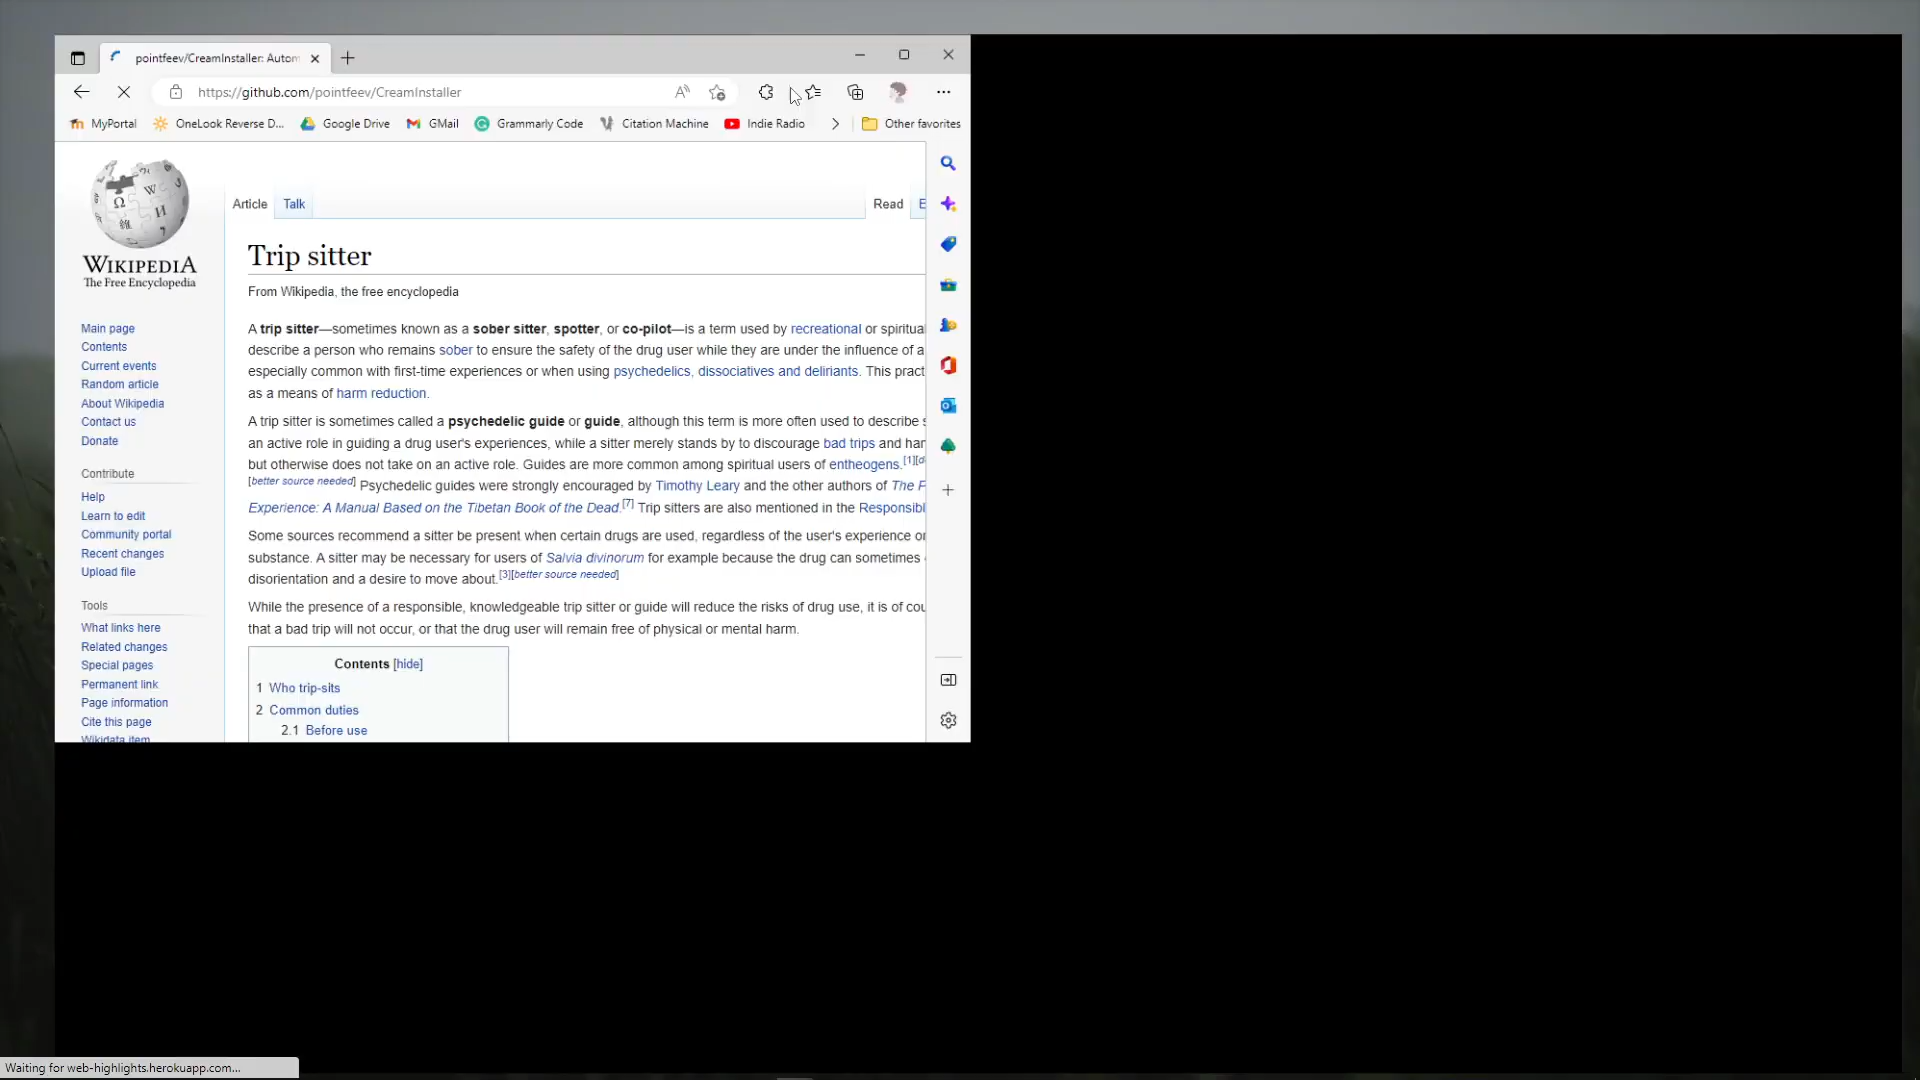 pointfeev/CreamInstaller: Autom
https://github.com/pointfeev/CreamInstaller
MyPortal
OneLook Reverse D...
Google Drive
GMail
Grammarly Code
Citation Machine
Indie Radio
Other favorites
WIKIPEDIA
The Free Encyclopedia
Main page
Contents
Current events
Random article
About Wikipedia
Contact us
Donate
Contribute
Help
Learn to edit
Community portal
Recent changes
Upload file
Tools
What links here
Related changes
Special pages
Permanent link
Page information
Cite this page
Wikidata item
Article
Talk
Read
E
Trip sitter
From Wikipedia, the free encyclopedia
A trip sitter—sometimes known as a sober sitter, spotter, or co-pilot—is a term used by recreational or spiritual
describe a person who remains sober to ensure the safety of the drug user while they are under the influence of a
especially common with first-time experiences or when using psychedelics, dissociatives and deliriants. This pract
as a means of harm reduction.
A trip sitter is sometimes called a psychedelic guide or guide, although this term is more often used to describe s
an active role in guiding a drug user's experiences, while a sitter merely stands by to discourage bad trips and har
but otherwise does not take on an active role. Guides are more common among spiritual users of entheogens.[1][d
[better source needed] Psychedelic guides were strongly encouraged by Timothy Leary and the other authors of The P
Experience: A Manual Based on the Tibetan Book of the Dead.[7] Trip sitters are also mentioned in the Responsibl
Some sources recommend a sitter be present when certain drugs are used, regardless of the user's experience or
substance. A sitter may be necessary for users of Salvia divinorum for example because the drug can sometimes
disorientation and a desire to move about.[3][better source needed]
While the presence of a responsible, knowledgeable trip sitter or guide will reduce the risks of drug use, it is of cou
that a bad trip will not occur, or that the drug user will remain free of physical or mental harm.
Contents [hide]
1 Who trip-sits
2 Common duties
2.1 Before use
Waiting for web-highlights.herokuapp.com...